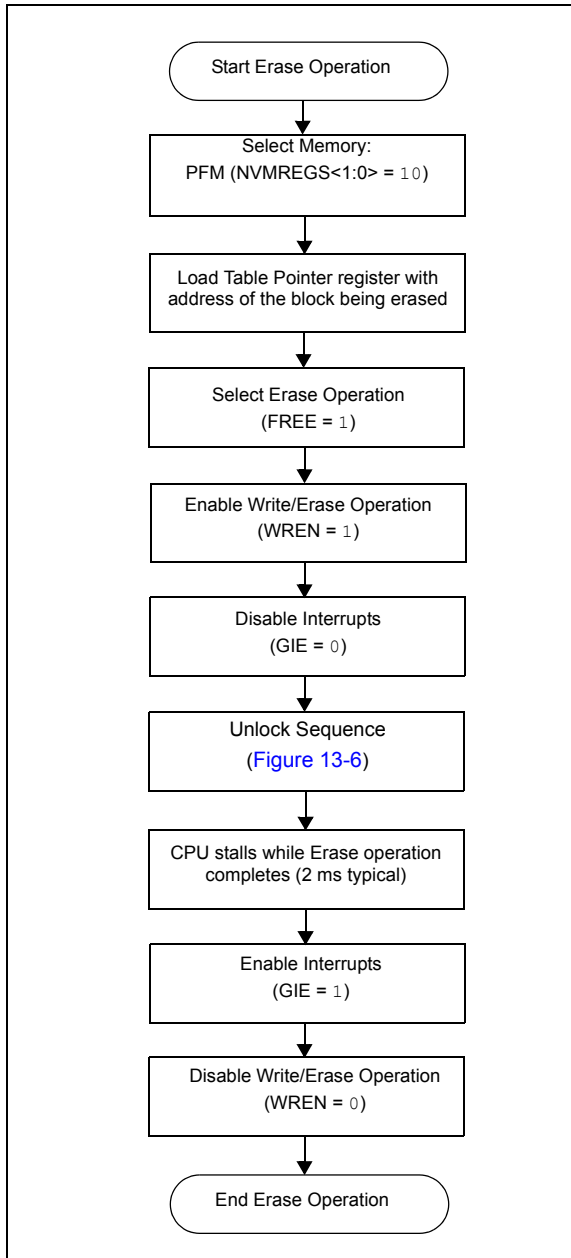 Start Erase Operation
Select Memory:
PFM (NVMREGS<1:0> = 10)
Load Table Pointer register with
address of the block being erased
Select Erase Operation
(FREE = 1)
Enable Write/Erase Operation
(WREN = 1)
Disable Interrupts
(GIE = 0)
Unlock Sequence
(Figure 13-6)
CPU stalls while Erase operation
completes (2 ms typical)
Enable Interrupts
(GIE = 1)
Disable Write/Erase Operation
(WREN = 0)
End Erase Operation